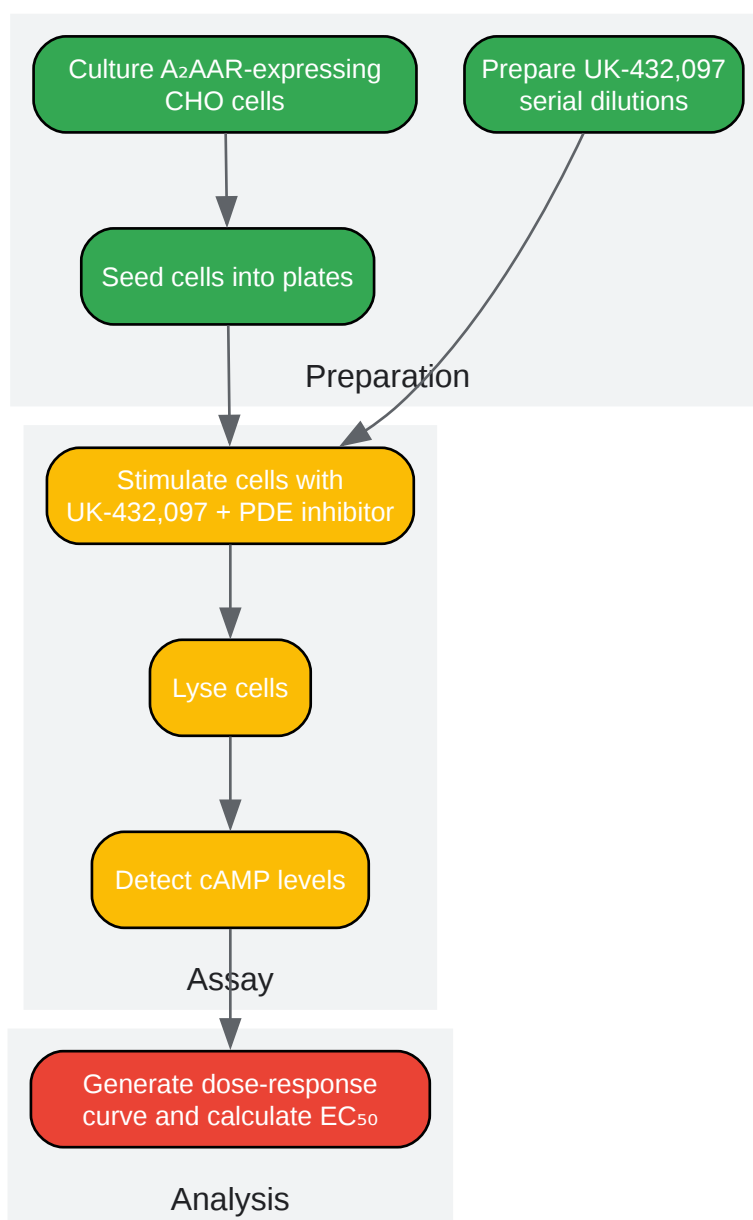 Culture A₂AAR-expressing
CHO cells
Prepare UK-432,097
serial dilutions
Seed cells into plates
Preparation
Stimulate cells with
UK-432,097 + PDE inhibitor
Lyse cells
Detect cAMP levels
Assay
Generate dose-response
curve and calculate EC₅₀
Analysis